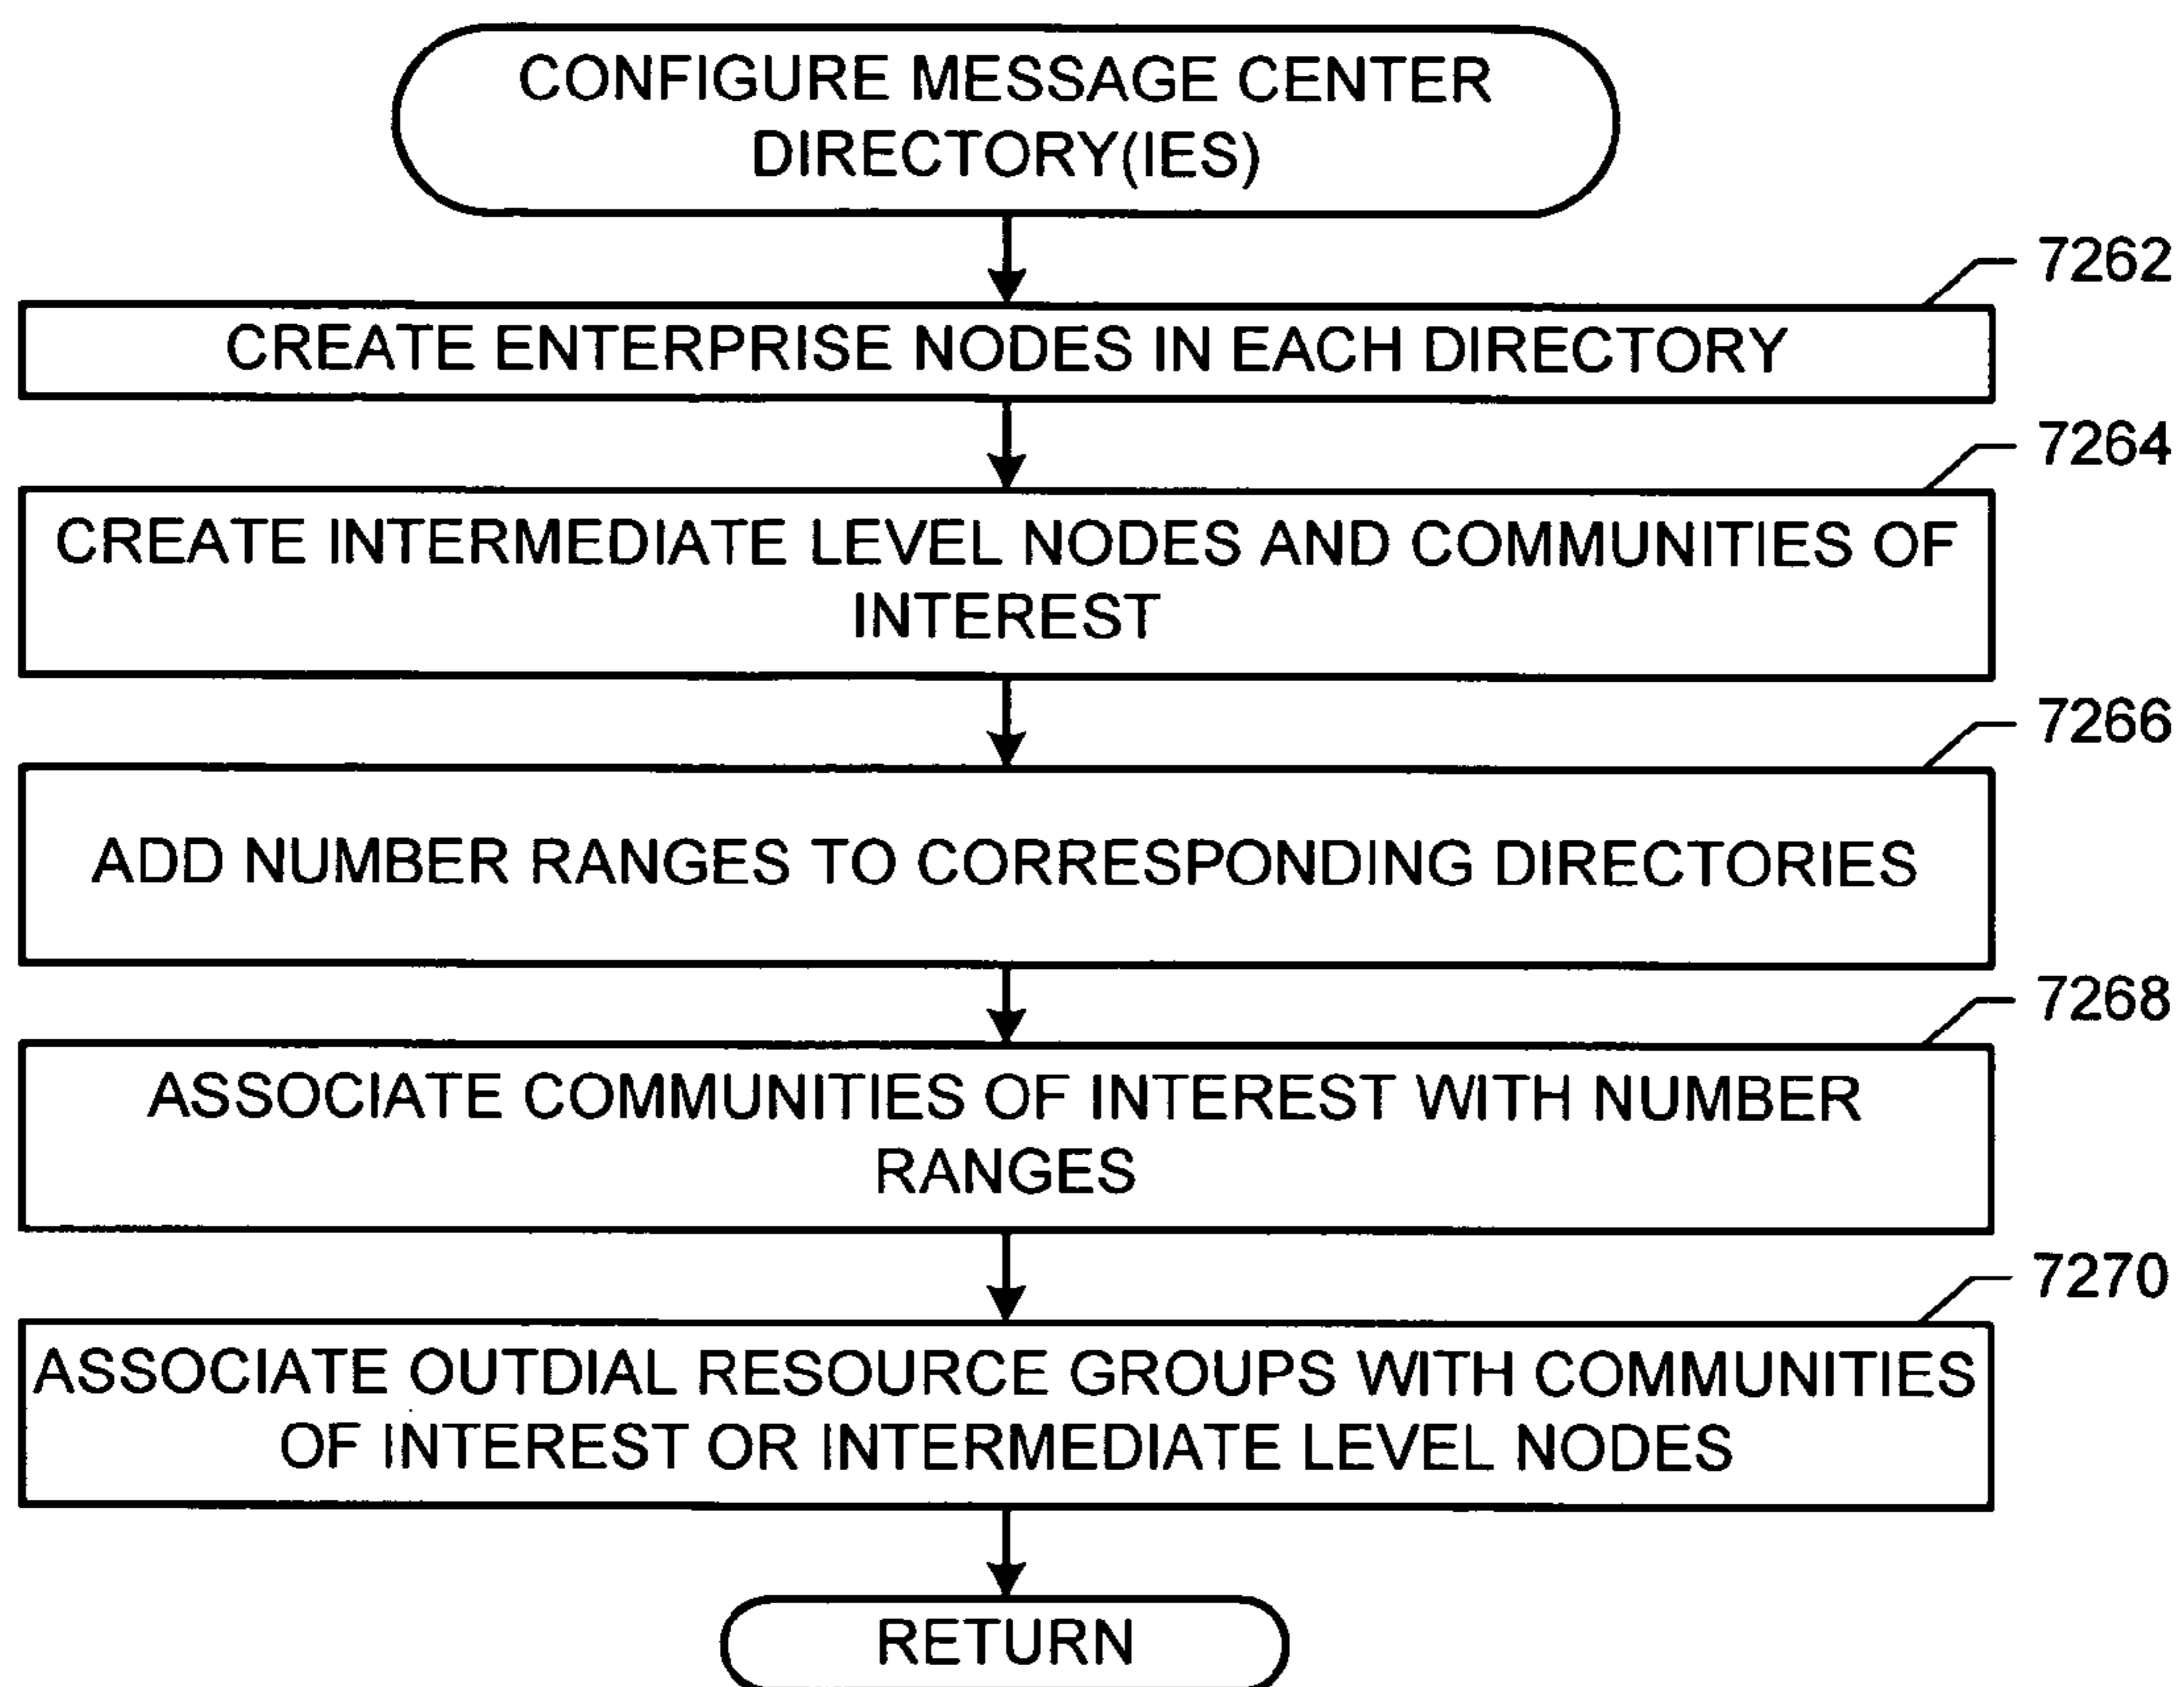 CONFIGURE MESSAGE CENTER
DIRECTORY(IES)
7262
CREATE ENTERPRISE NODES IN EACH DIRECTORY
7264
CREATE INTERMEDIATE LEVEL NODES AND COMMUNITIES OF
INTEREST
7266
ADD NUMBER RANGES TO CORRESPONDING DIRECTORIES
7268
ASSOCIATE COMMUNITIES OF INTEREST WITH NUMBER
RANGES
7270
ASSOCIATE OUTDIAL RESOURCE GROUPS WITH COMMUNITIES
OF INTEREST OR INTERMEDIATE LEVEL NODES
RETURN